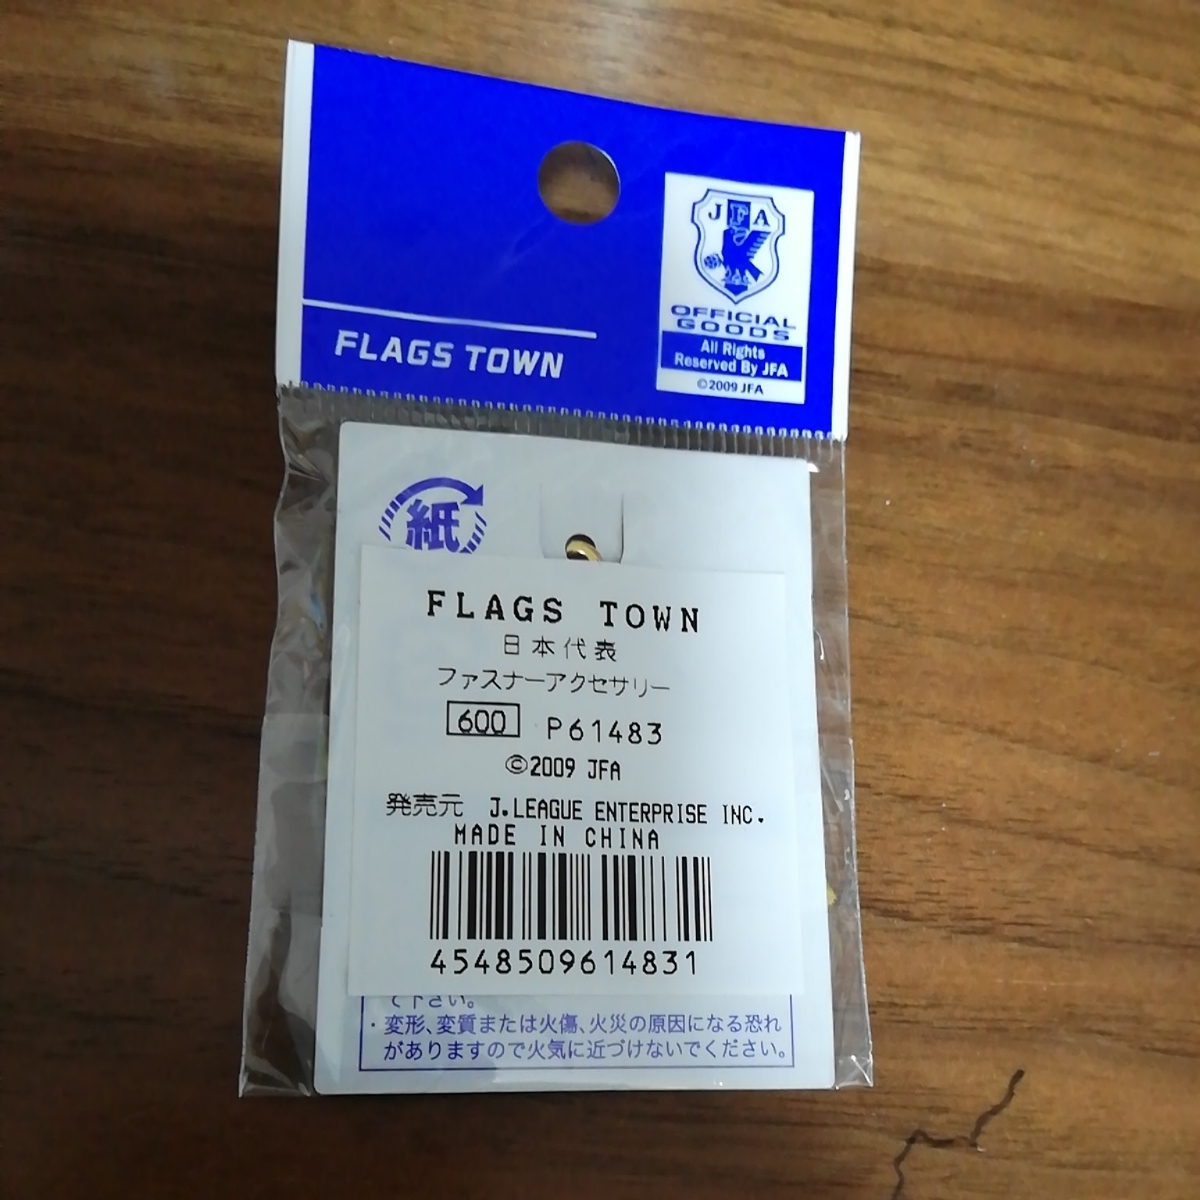 JFA
OFFICIAL
GOODS
All Rights
Reserved By JFA
©2009 JFA
FLAGS TOWN
紙
FLAGS TOWN
日本代表
ファスナーアクセサリー
600 P61483
©2009 JFA
発売元 J.LEAGUE ENTERPRISE INC.
MADE IN CHINA
4548509614831
て下さい。
・変形、変質または火傷、火災の原因になる恐れ
がありますので火気に近づけないでください。